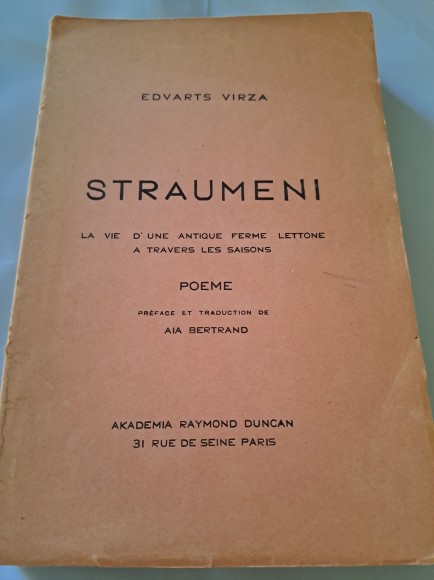 EDVARTS VIRZA
STRAUMENI
LA VIE D'UNE ANTIQUE FERME LETTONE
A TRAVERS LES SAISONS
POEME
PRÉFACE ET TRADUCTION DE
AIA BERTRAND
AKADEMIA RAYMOND DUNCAN
31 RUE DE SEINE PARIS